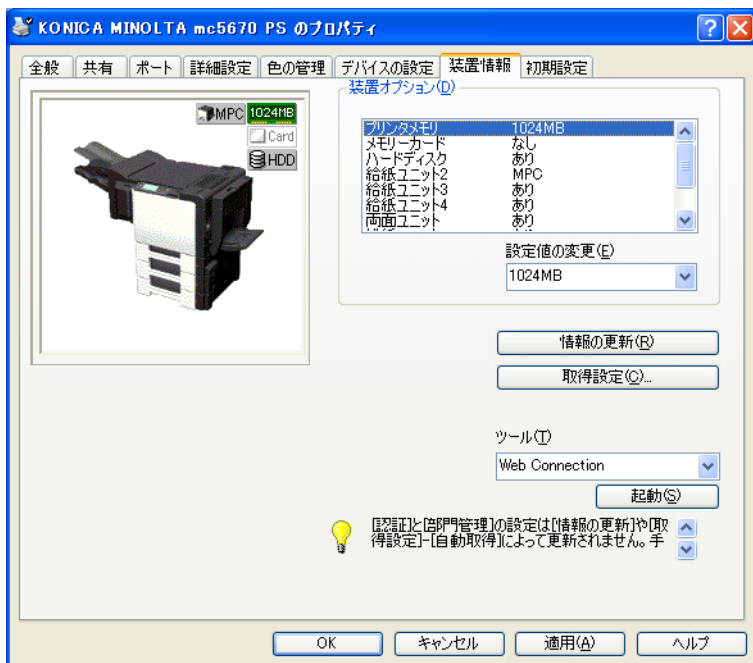 KONICA MINOLTA mc5670 PS のプロパティ
全般 共有 ポート 詳細設定 色の管理 デバイスの設定 装置情報 初期設定
MPC 1024MB
Card
HDD
装置オプション(D)
プリンタメモリ 1024MB
メモリーカード なし
ハードディスク あり
給紙ユニット2 MPC
給紙ユニット3 あり
給紙ユニット4 あり
両面ユニット あり
設定値の変更(E)
1024MB
情報の更新(R)
取得設定(C)...
ツール(T)
Web Connection
起動(S)
[認証]と[部門管理]の設定は[情報の更新]や[取
得設定]-[自動取得]によって更新されません。手
OK キャンセル 適用(A) ヘルプ